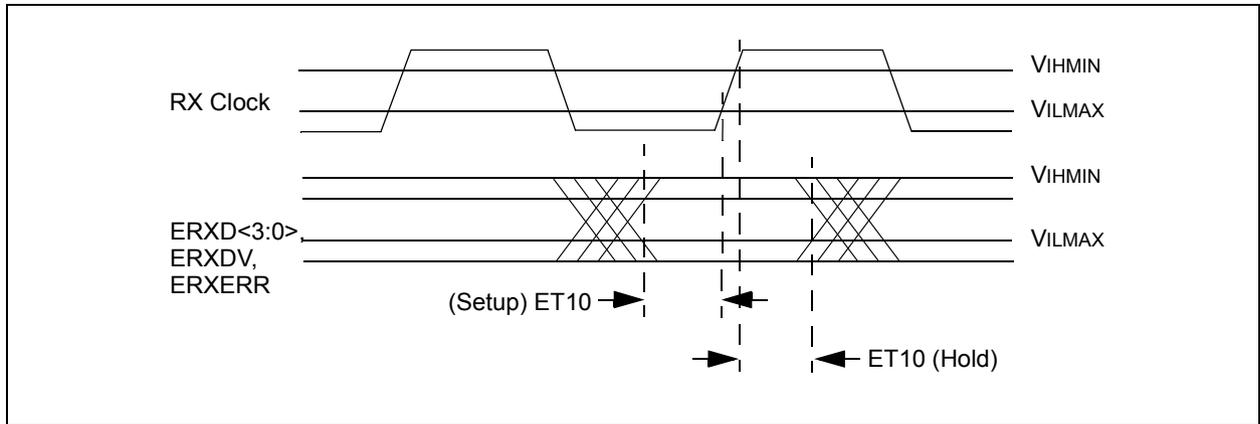 VIHMIN
RX Clock
VILMAX
VIHMIN
ERXD<3:0>,
VILMAX
ERXDV,
ERXERR
(Setup) ET10
ET10 (Hold)